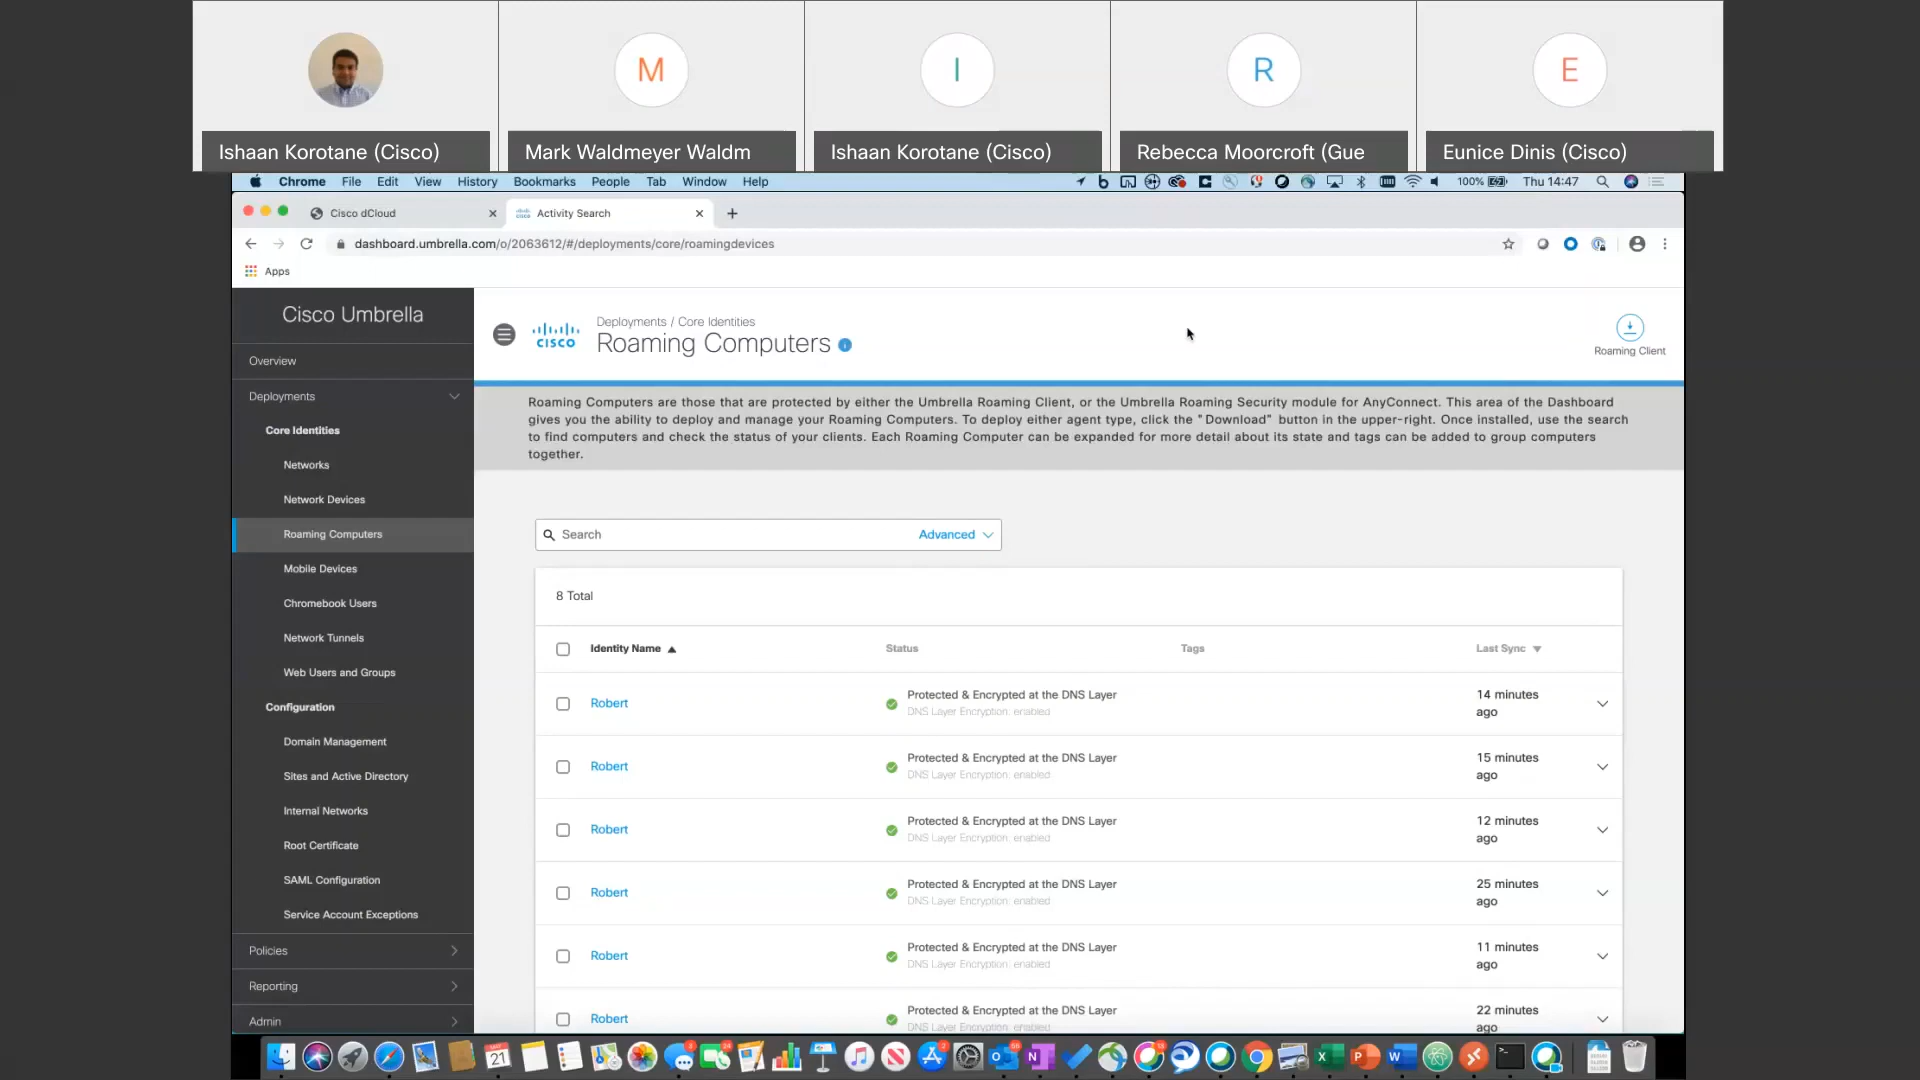 M
I
R
E
Ishaan Korotane (Cisco)
Mark Waldmeyer Waldm
Ishaan Korotane (Cisco)
Rebecca Moorcroft (Gue
Eunice Dinis (Cisco)
Chrome File Edit View History Bookmarks People Tab Window Help
100%
Thu 14:47
Cisco dCloud
Activity Search
dashboard.umbrella.com/o/2063612/#/deployments/core/roamingdevices
Apps
Cisco Umbrella
Overview
Deployments
Core Identities
Networks
Network Devices
Roaming Computers
Mobile Devices
Chromebook Users
Network Tunnels
Web Users and Groups
Configuration
Domain Management
Sites and Active Directory
Internal Networks
Root Certificate
SAML Configuration
Service Account Exceptions
Policies
Reporting
Admin
CISCO
Deployments / Core Identities
Roaming Computers
Roaming Client
Roaming Computers are those that are protected by either the Umbrella Roaming Client, or the Umbrella Roaming Security module for AnyConnect. This area of the Dashboard
gives you the ability to deploy and manage your Roaming Computers. To deploy either agent type, click the "Download" button in the upper-right. Once installed, use the search
to find computers and check the status of your clients. Each Roaming Computer can be expanded for more detail about its state and tags can be added to group computers
together.
Search
Advanced
8 Total
Identity Name
Status
Tags
Last Sync
Robert
Protected & Encrypted at the DNS Layer
DNS Layer Encryption: enabled
14 minutes
ago
Robert
Protected & Encrypted at the DNS Layer
DNS Layer Encryption: enabled
15 minutes
ago
Robert
Protected & Encrypted at the DNS Layer
DNS Layer Encryption: enabled
12 minutes
ago
Robert
Protected & Encrypted at the DNS Layer
DNS Layer Encryption: enabled
25 minutes
ago
Robert
Protected & Encrypted at the DNS Layer
DNS Layer Encryption: enabled
11 minutes
ago
Robert
Protected & Encrypted at the DNS Layer
DNS Layer Encryption: enabled
22 minutes
ago
21